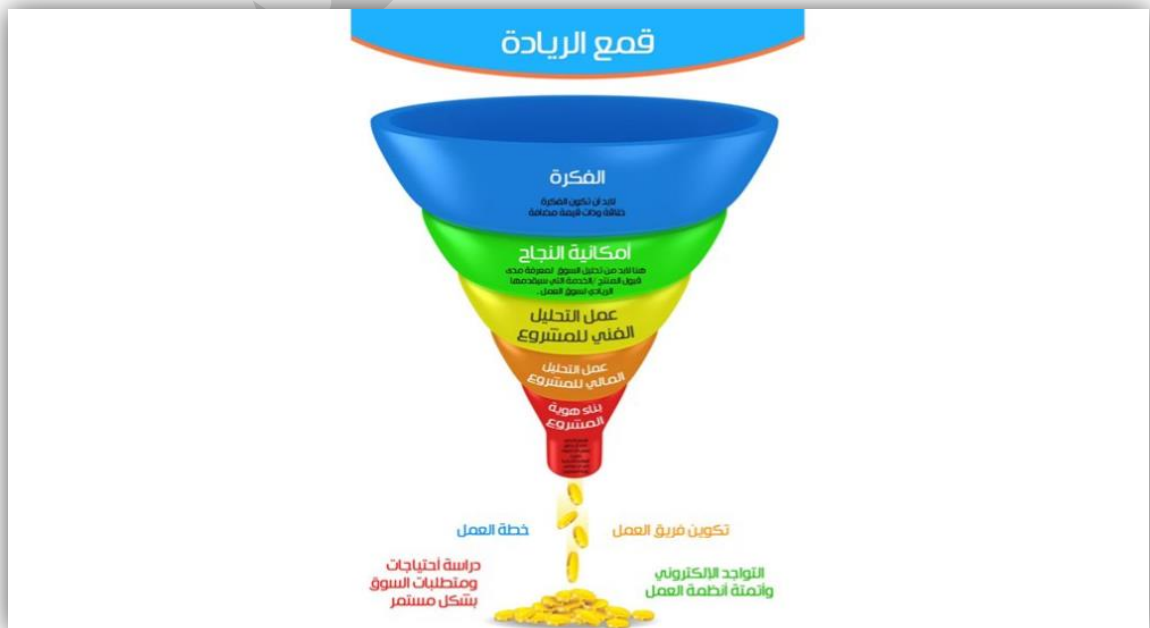 قمع الريادة
الفكرة
لابد ان تكون الفكرة
خلاقة وذات قيمة مضافة
أمكانية النجاح
هنا لابد من تحليل السوق لمعرفة مدى
قبول المنتج /الخدمة التي سيقدمها
الريادي لسوق العمل .
عمل التحليل
الفني للمشروع
عمل التحليل
المالي للمشروع
بناء هوية
المشروع
تكوين فريق العمل
خطة العمل
التواجد الإلكتروني
وأتمتة أنظمة العمل
دراسة أحتياجات
ومتطلبات السوق
بشكل مستمر